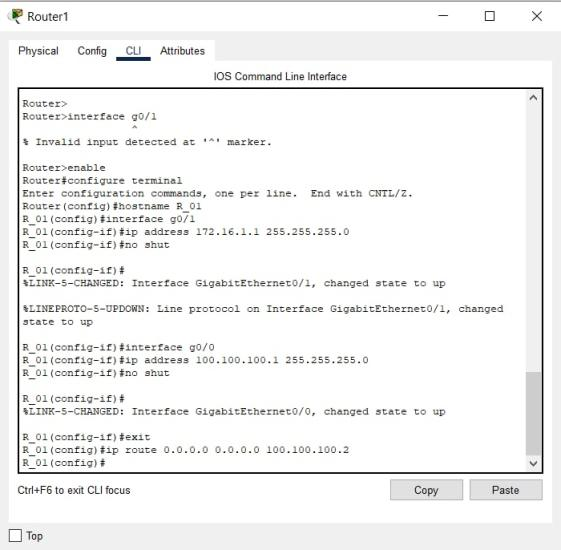 Router1
Physical Config CLI Attributes
IOS Command Line Interface
Router>
Router>interface g0/1
^
% Invalid input detected at '^' marker.
Router>enable
Router#configure terminal
Enter configuration commands, one per line. End with CNTL/Z.
Router(config)#hostname R_01
R_01(config)#interface g0/1
R_01(config-if)#ip address 172.16.1.1 255.255.255.0
R_01(config-if)#no shut
R_01(config-if)#
%LINK-5-CHANGED: Interface GigabitEthernet0/1, changed state to up
%LINEPROTO-5-UPDOWN: Line protocol on Interface GigabitEthernet0/1, changed
state to up
R_01(config-if)#interface g0/0
R_01(config-if)#ip address 100.100.100.1 255.255.255.0
R_01(config-if)#no shut
R_01(config-if)#
%LINK-5-CHANGED: Interface GigabitEthernet0/0, changed state to up
R_01(config-if)#exit
R_01(config)#ip route 0.0.0.0 0.0.0.0 100.100.100.2
R_01(config)#
Ctrl+F6 to exit CLI focus
Copy Paste
Top